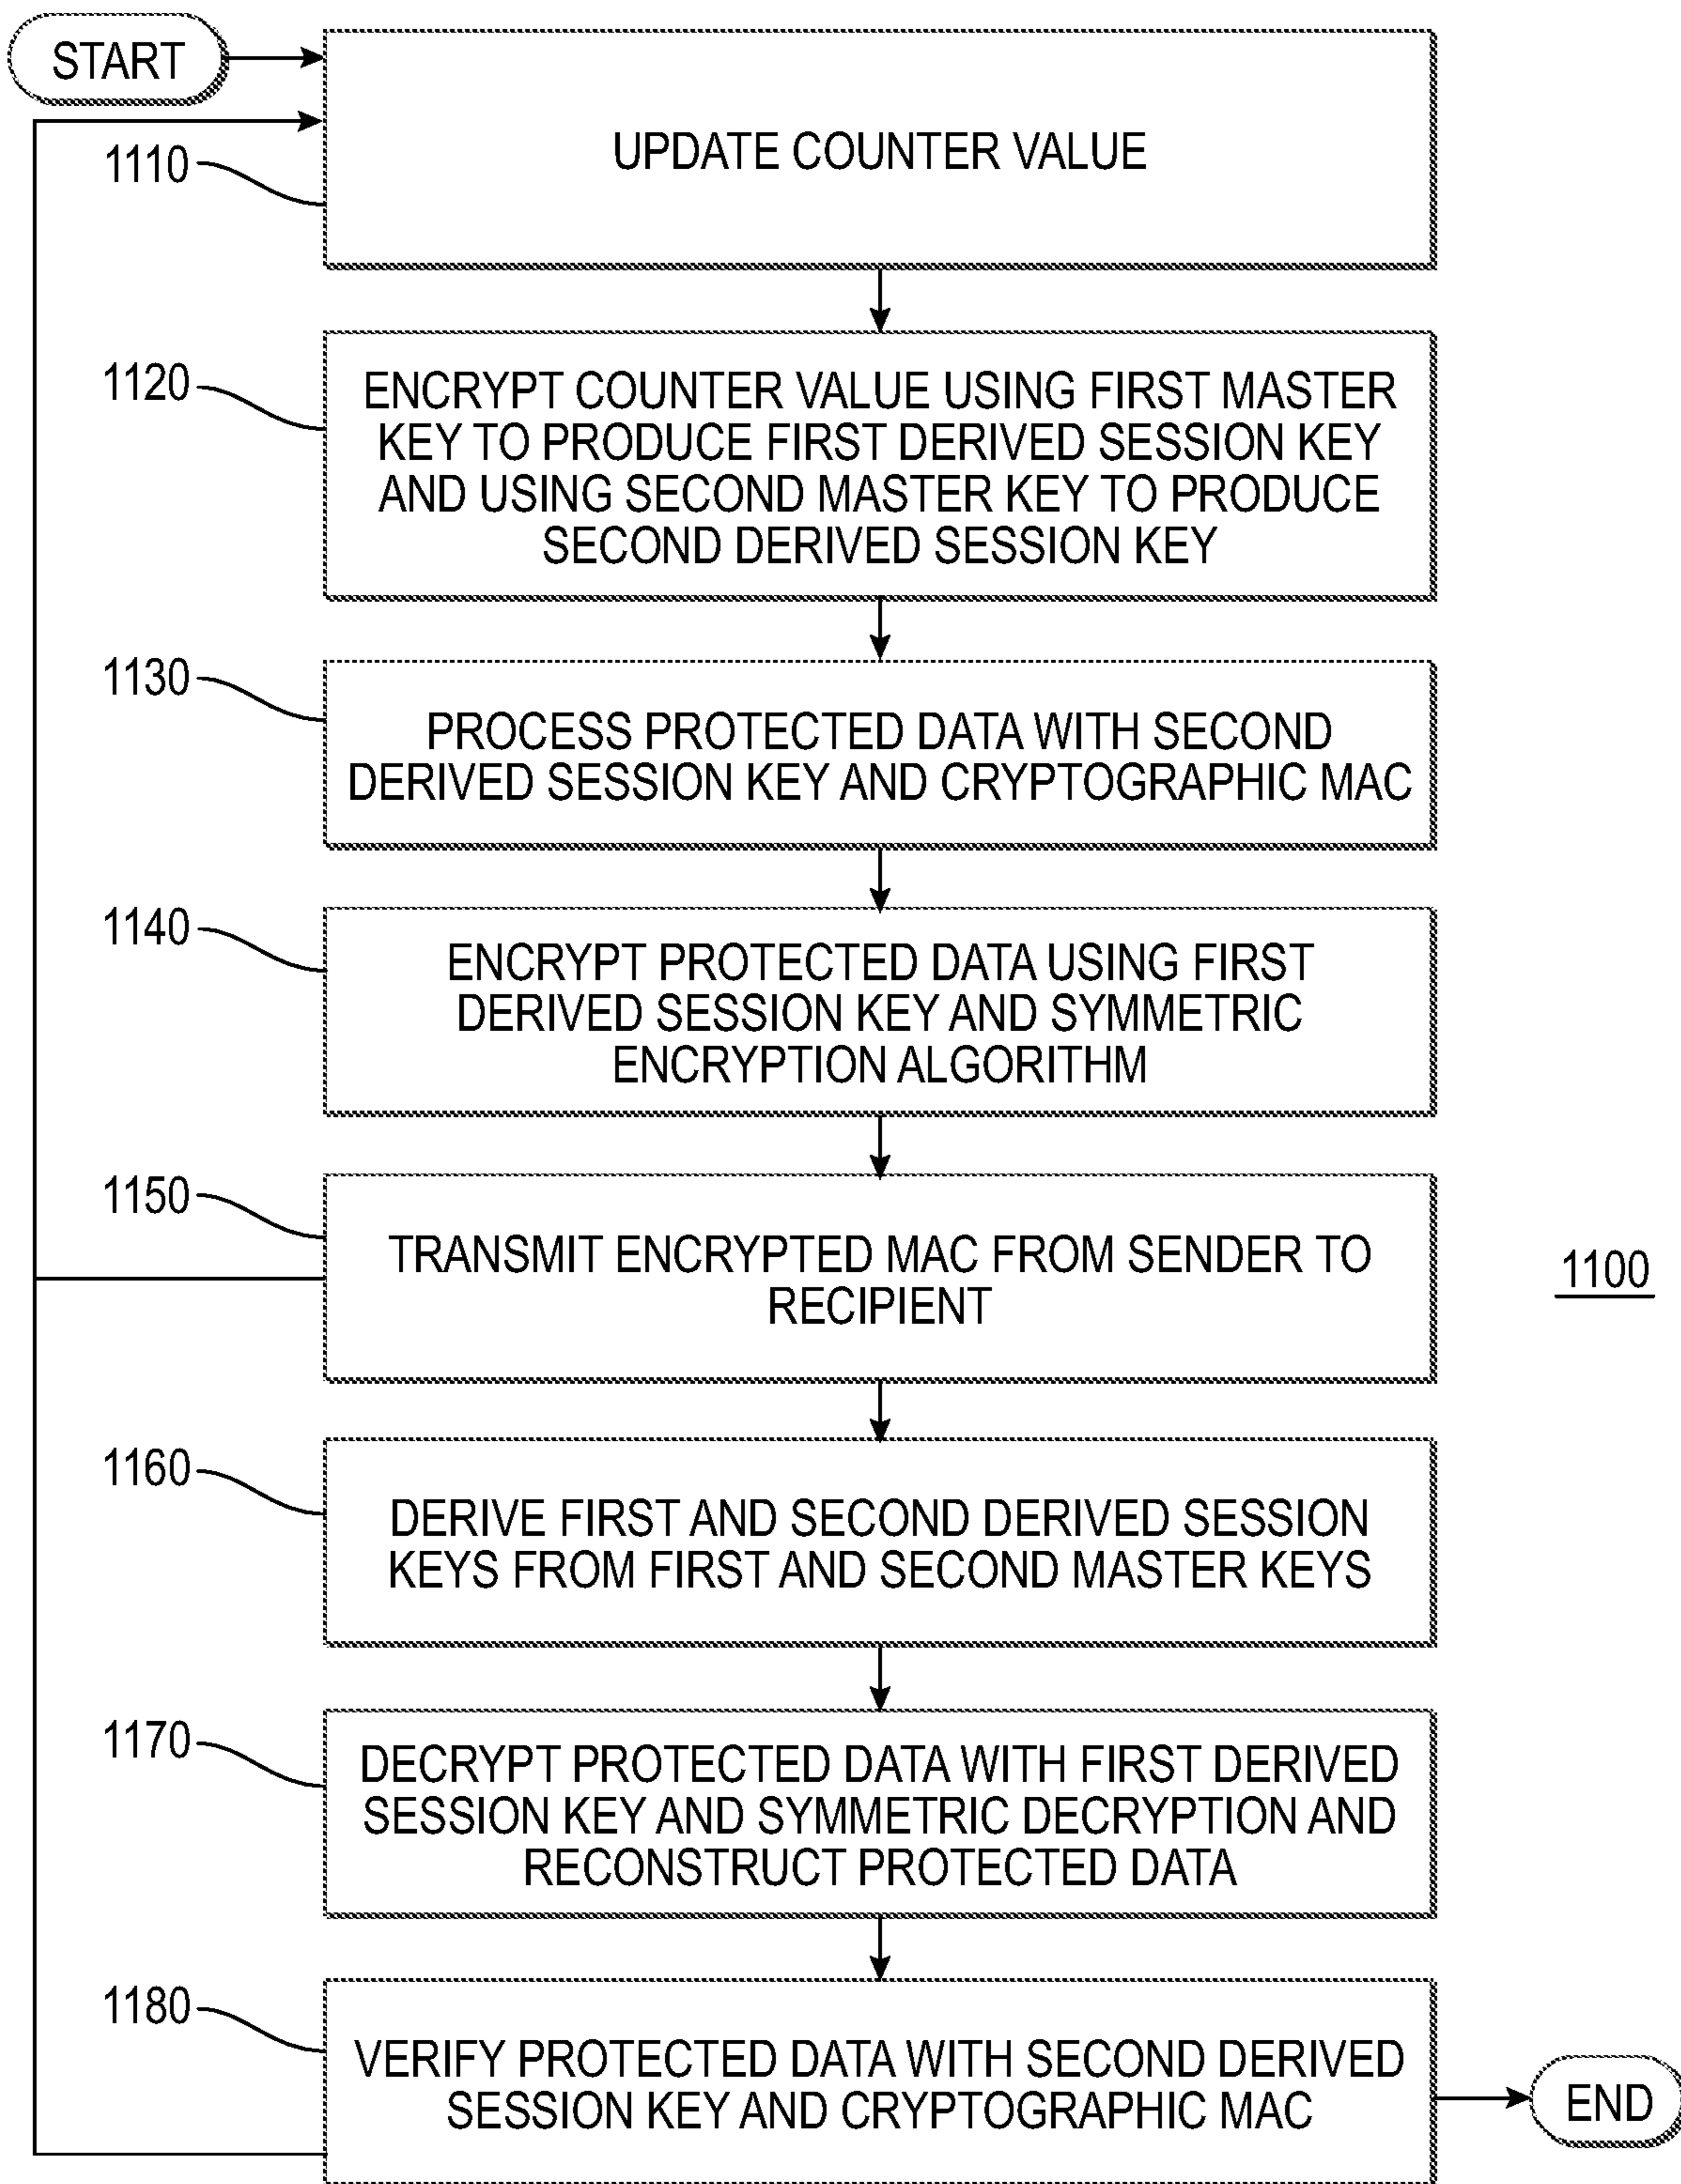 START
UPDATE COUNTER VALUE
1110
1120
ENCRYPT COUNTER VALUE USING FIRST MASTER
KEY TO PRODUCE FIRST DERIVED SESSION KEY
AND USING SECOND MASTER KEY TO PRODUCE
SECOND DERIVED SESSION KEY
1130
PROCESS PROTECTED DATA WITH SECOND
DERIVED SESSION KEY AND CRYPTOGRAPHIC MAC
1140
ENCRYPT PROTECTED DATA USING FIRST
DERIVED SESSION KEY AND SYMMETRIC
ENCRYPTION ALGORITHM
1150
TRANSMIT ENCRYPTED MAC FROM SENDER TO
RECIPIENT
1100
1160
DERIVE FIRST AND SECOND DERIVED SESSION
KEYS FROM FIRST AND SECOND MASTER KEYS
1170
DECRYPT PROTECTED DATA WITH FIRST DERIVED
SESSION KEY AND SYMMETRIC DECRYPTION AND
RECONSTRUCT PROTECTED DATA
1180
VERIFY PROTECTED DATA WITH SECOND DERIVED
SESSION KEY AND CRYPTOGRAPHIC MAC
END